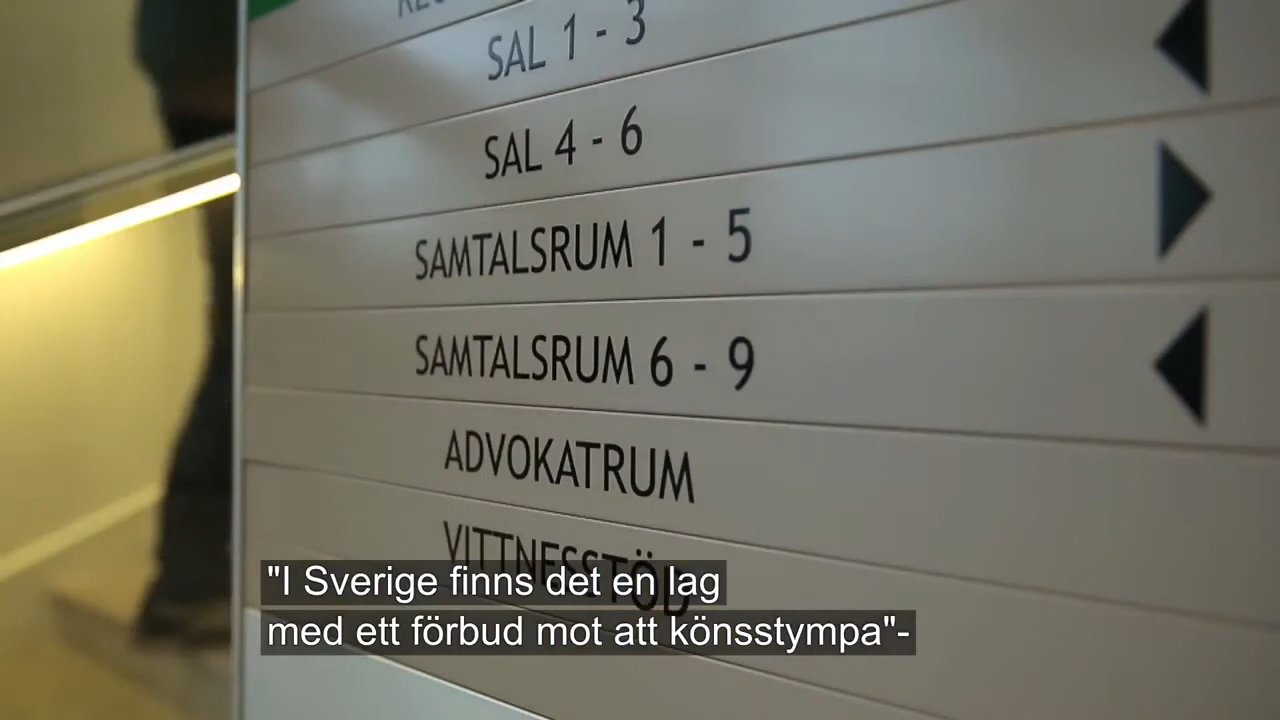 SAL 1 - 3
SAL 4 - 6
SAMTALSRUM 1 - 5
SAMTALSRUM 6 - 9
ADVOKATRUM
VITTNESSTÖD
"I Sverige finns det en lag
med ett förbud mot att könsstympa"-